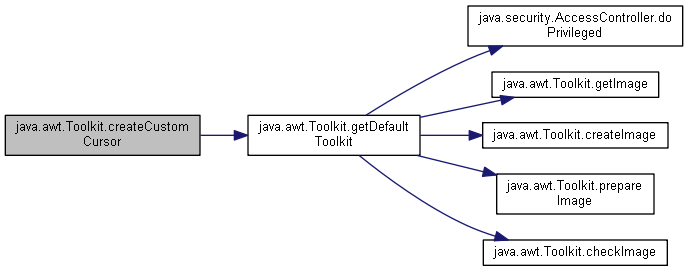 java.awt.Toolkit.createCustom
Cursor
java.awt.Toolkit.getDefault
Toolkit
java.security.AccessController.do
Privileged
java.awt.Toolkit.getImage
java.awt.Toolkit.createImage
java.awt.Toolkit.prepare
Image
java.awt.Toolkit.checkImage